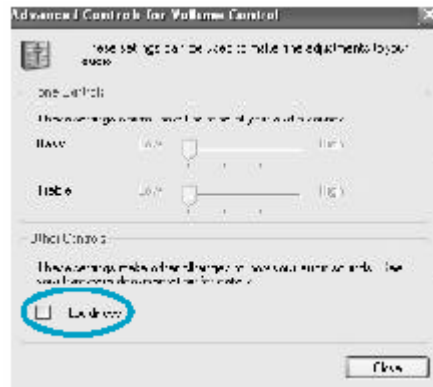 Advanced Controls for Volume Control
These settings can be used to make fine adjustments to your
audio.
Tone Controls
These settings control how the tone of your audio sounds.
Bass Low High
Treble Low High
Other Controls
These settings make other changes to how your audio sounds. See
your hardware documentation for details.
Close